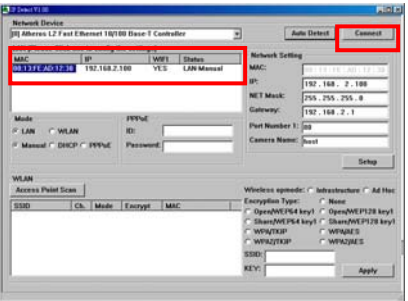 IP Detect V1.00
Network Device
[0] Atheros L2 Fast Ethernet 10/100 Base-T Controller
Auto Detect
Connect
MAC IP WIFI Status
00:13:FE:AD:12:30 192.168.2.100 YES LAN-Manual
Network Setting
MAC:
IP: 192.168. 2.100
NET Mask: 255.255.255. 0
Gateway: 192.168. 2. 1
Port Number 1: 80
Camera Name: host
Setup
Mode
LAN WLAN
Manual DHCP PPPoE
PPPoE
ID:
Password:
WLAN
Access Point Scan
SSID Ch. Mode Encrypt MAC
Wireless opmode: Infrastructure Ad Hoc
Encryption Type: None
Open/WEP64 key1 Open/WEP128 key1
Share/WEP64 key1 Share/WEP128 key1
WPA/TKIP WPA/AES
WPA2/TKIP WPA2/AES
SSID:
KEY:
Apply